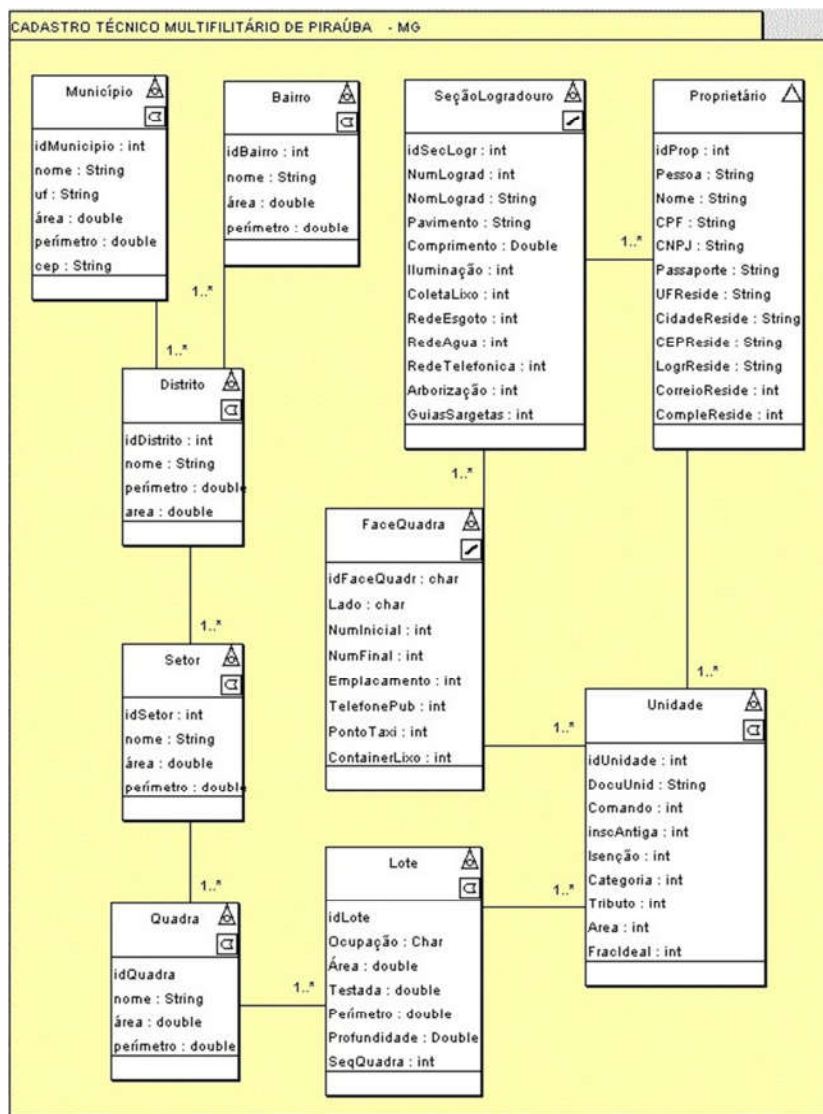 CADASTRO TÉCNICO MULTIFILITÁRIO DE PIRAÚBA - MG
Município
idMunicipio : int
nome : String
uf : String
área : double
perímetro : double
cep : String
1..*
Bairro
idBairro : int
nome : String
área : double
perímetro : double
1..*
SeçãoLogradouro
idSecLogr : int
NumLograd : int
NomLograd : String
Pavimento : String
Comprimento : Double
Iluminação : int
ColetaLixo : int
RedeEsgoto : int
RedeAgua : int
RedeTelefonica : int
Arborização : int
GuiasSargetas : int
1..*
Proprietário
idProp : int
Pessoa : String
Nome : String
CPF : String
CNPJ : String
Passaporte : String
UFReside : String
CidadeReside : String
CEPReside : String
LogrReside : String
CorreioReside : int
CompleReside : int
Distrito
idDistrito : int
nome : String
perímetro : double
area : double
1..*
1..*
FaceQuadra
idFaceQuadr : char
Lado : char
NumInicial : int
NumFinal : int
Emplacamento : int
TelefonePub : int
PontoTaxi : int
ContainerLixo : int
1..*
Setor
idSetor : int
nome : String
área : double
perímetro : double
1..*
1..*
Unidade
idUnidade : int
DocuUnid : String
Comando : int
inscAntiga : int
Isenção : int
Categoria : int
Tributo : int
Area : int
FracIdeal : int
1..*
Quadra
idQuadra
nome : String
área : double
perímetro : double
1..*
Lote
idLote
Ocupação : Char
Área : double
Testada : double
Perímetro : double
Profundidade : Double
SeqQuadra : int